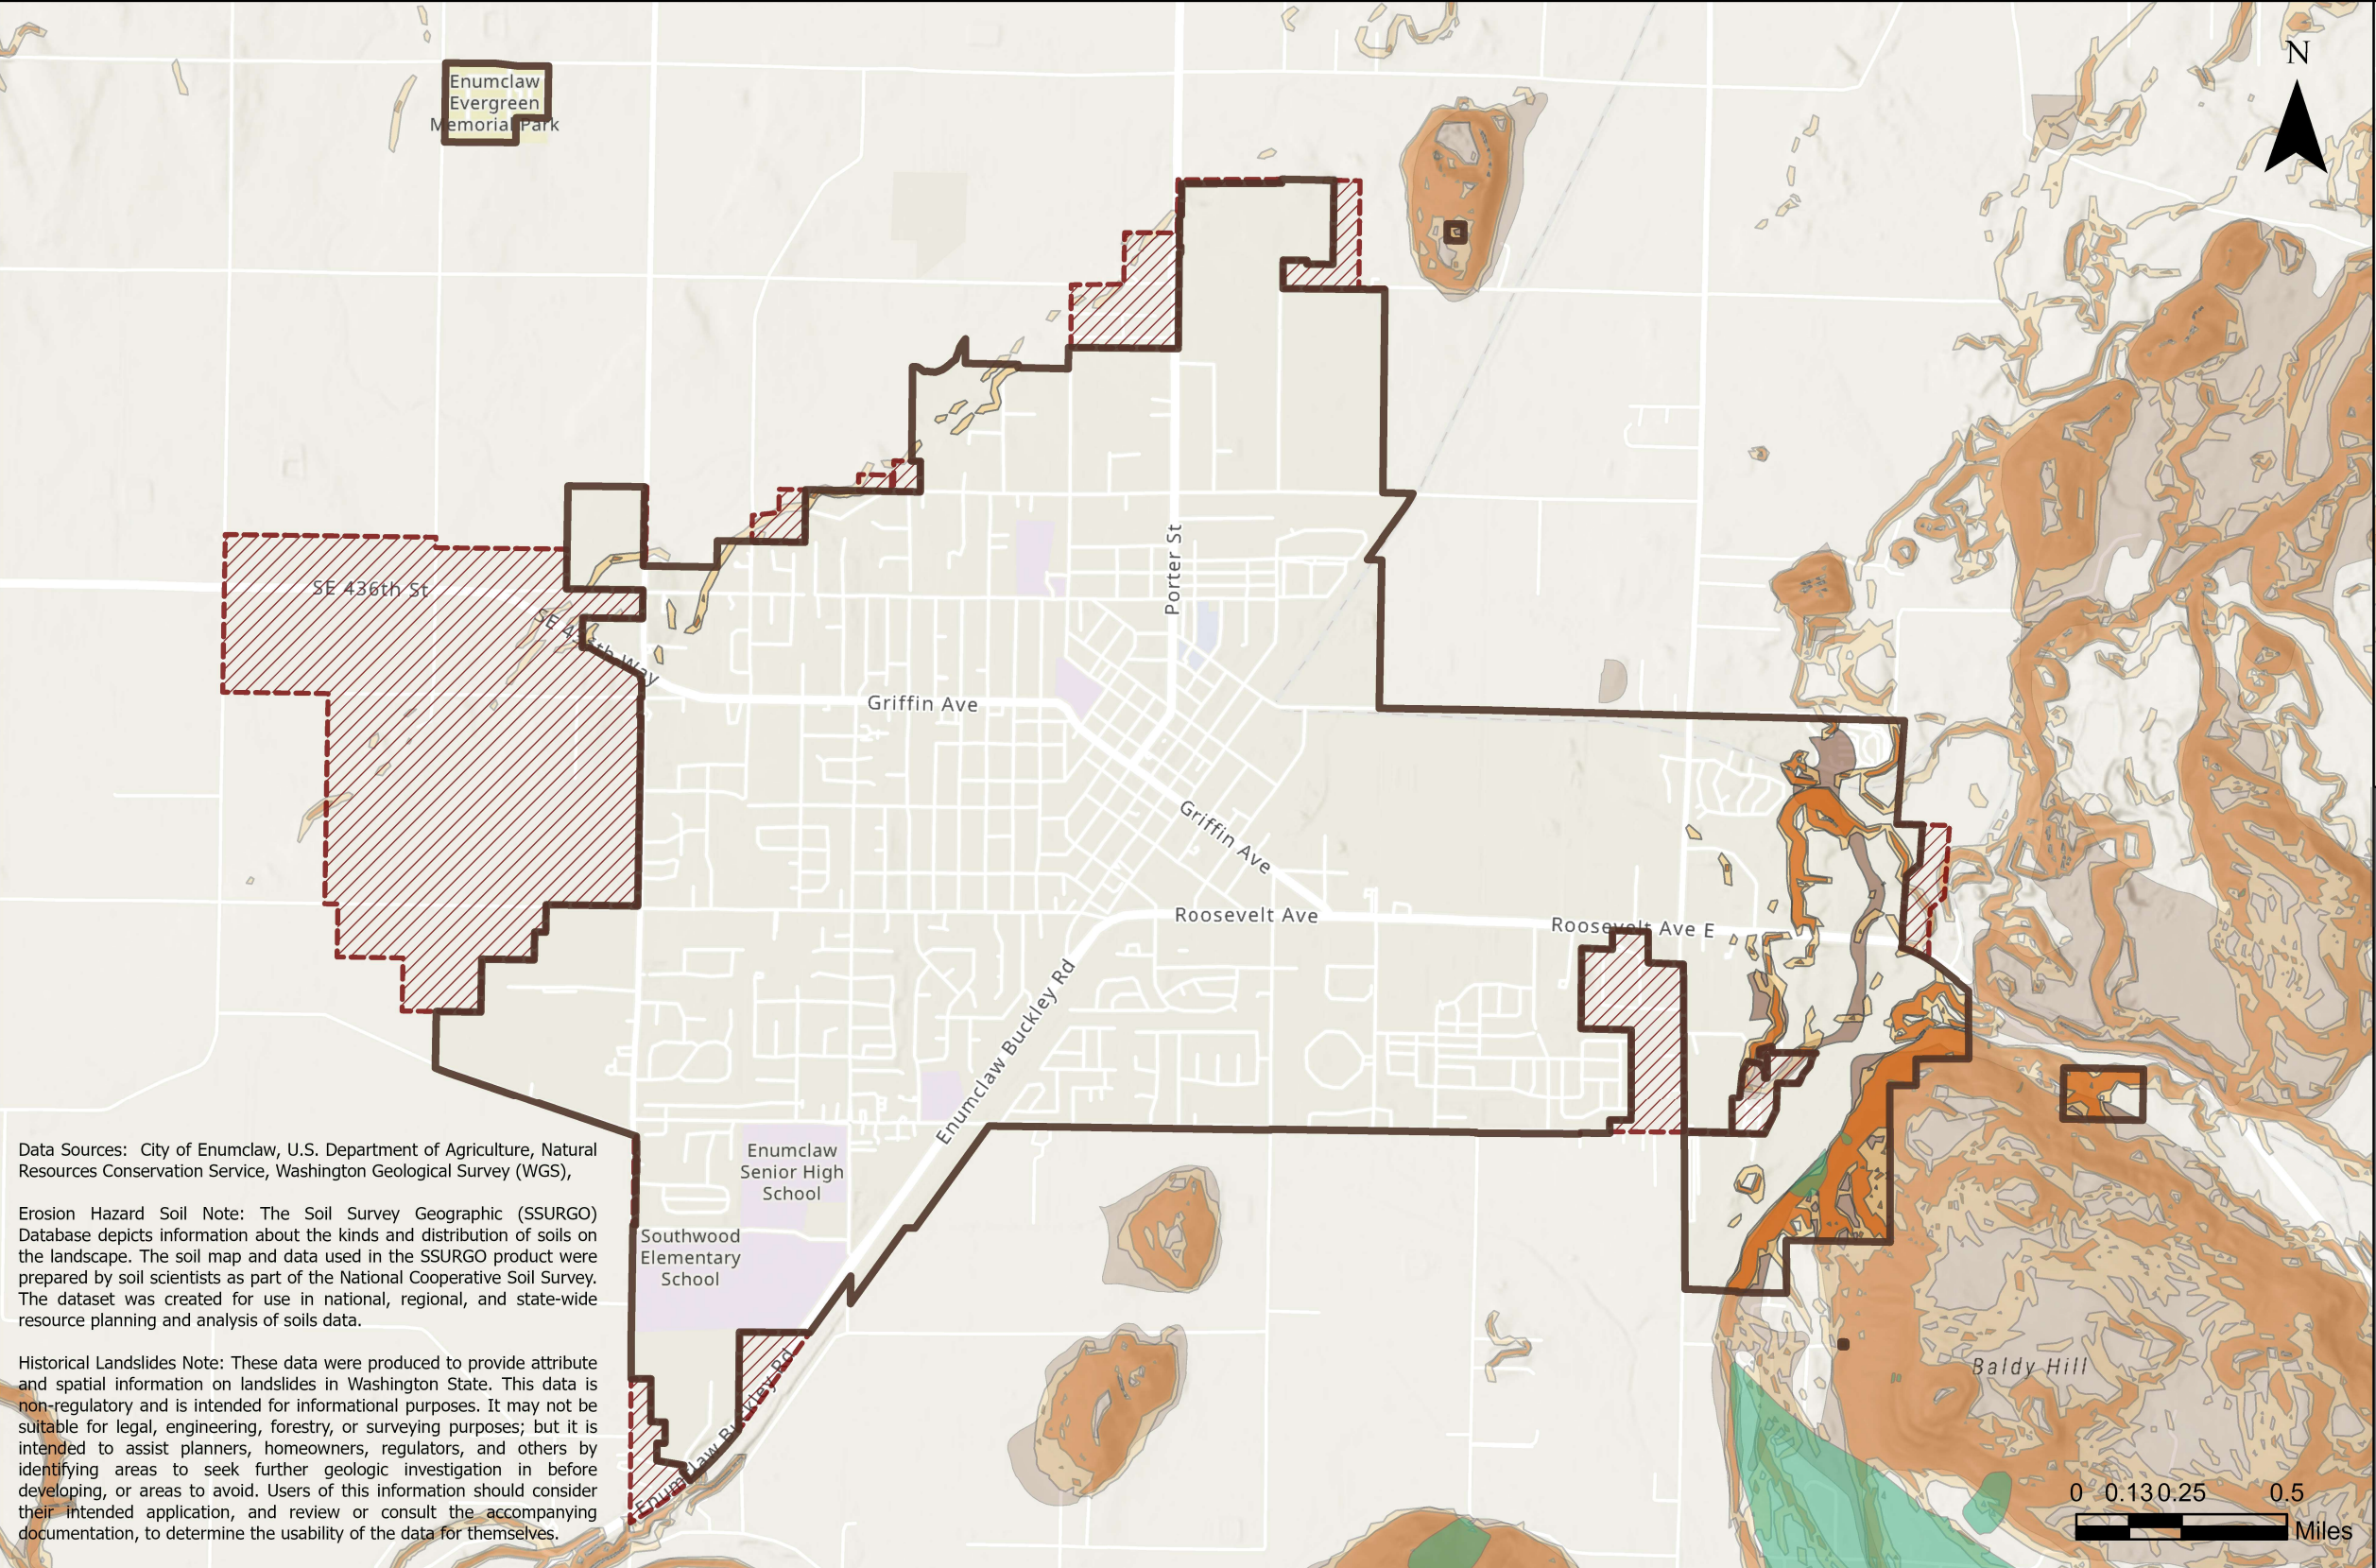 N
Enumclaw
Evergreen
Memorial Park
SE 436th St
SE 436th Way
Porter St
Griffin Ave
Griffin Ave
Roosevelt Ave
Roosevelt Ave E
Enumclaw Buckley Rd
Enumclaw
Senior High
School
Southwood
Elementary
School
Enumclaw Buckley Rd
Baldy Hill
Data Sources: City of Enumclaw, U.S. Department of Agriculture, Natural
Resources Conservation Service, Washington Geological Survey (WGS),
Erosion Hazard Soil Note: The Soil Survey Geographic (SSURGO)
Database depicts information about the kinds and distribution of soils on
the landscape. The soil map and data used in the SSURGO product were
prepared by soil scientists as part of the National Cooperative Soil Survey.
The dataset was created for use in national, regional, and state-wide
resource planning and analysis of soils data.
Historical Landslides Note: These data were produced to provide attribute
and spatial information on landslides in Washington State. This data is
non-regulatory and is intended for informational purposes. It may not be
suitable for legal, engineering, forestry, or surveying purposes; but it is
intended to assist planners, homeowners, regulators, and others by
identifying areas to seek further geologic investigation in before
developing, or areas to avoid. Users of this information should consider
their intended application, and review or consult the accompanying
documentation, to determine the usability of the data for themselves.
0 0.13 0.25 0.5
Miles